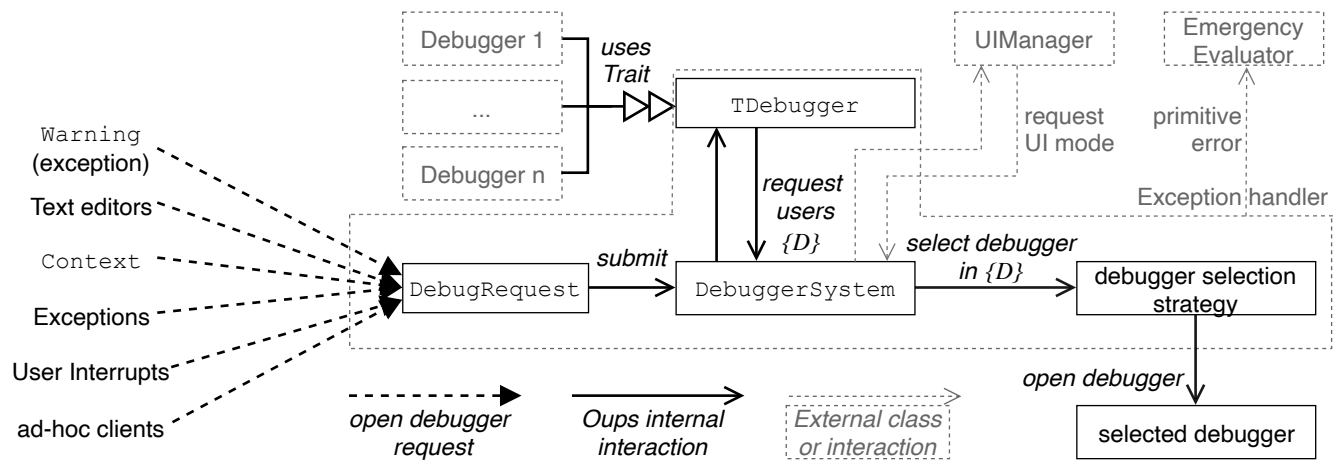 Debugger 1
...
Debugger n
uses
Trait
TDebugger
UIManager
Emergency
Evaluator
request
UI mode
primitive
error
Exception handler
Warning
(exception)
Text editors
Context
Exceptions
User Interrupts
ad-hoc clients
DebugRequest
submit
request
users
{D}
DebuggerSystem
select debugger
in {D}
debugger selection
strategy
open debugger
selected debugger
open debugger
request
Oups internal
interaction
External class
or interaction